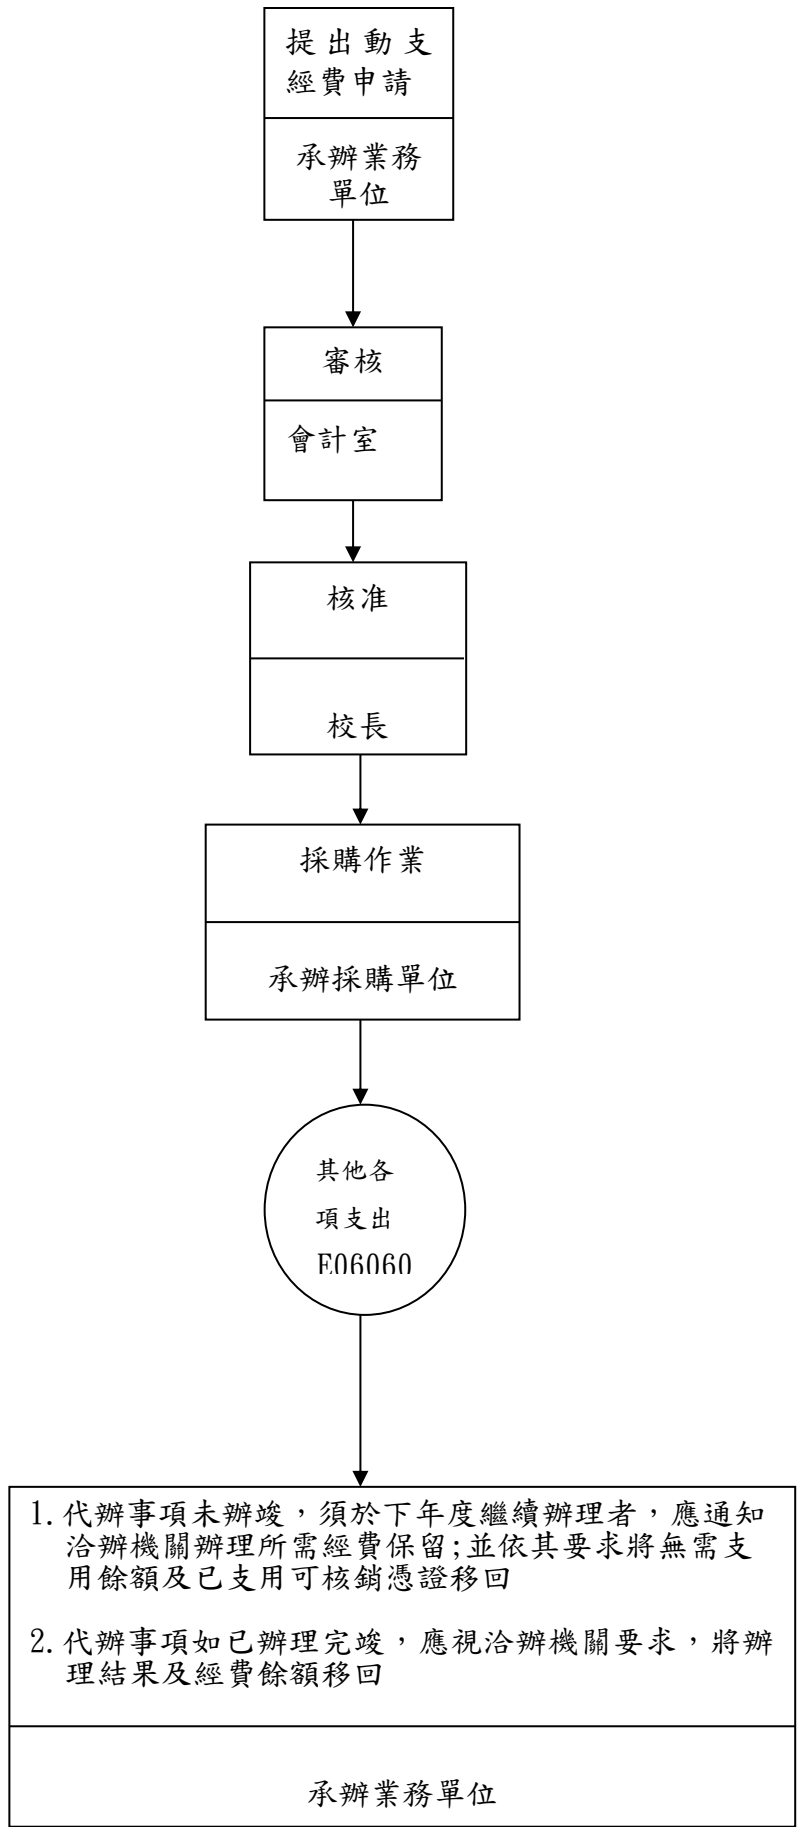 提出動支
經費申請
承辦業務
單位
審核
會計室
核准
校長
採購作業
承辦採購單位
其他各
項支出
E06060
1.代辦事項未辦竣，須於下年度繼續辦理者，應通知
洽辦機關辦理所需經費保留;並依其要求將無需支
用餘額及已支用可核銷憑證移回
2.代辦事項如已辦理完竣，應視洽辦機關要求，將辦
理結果及經費餘額移回
承辦業務單位